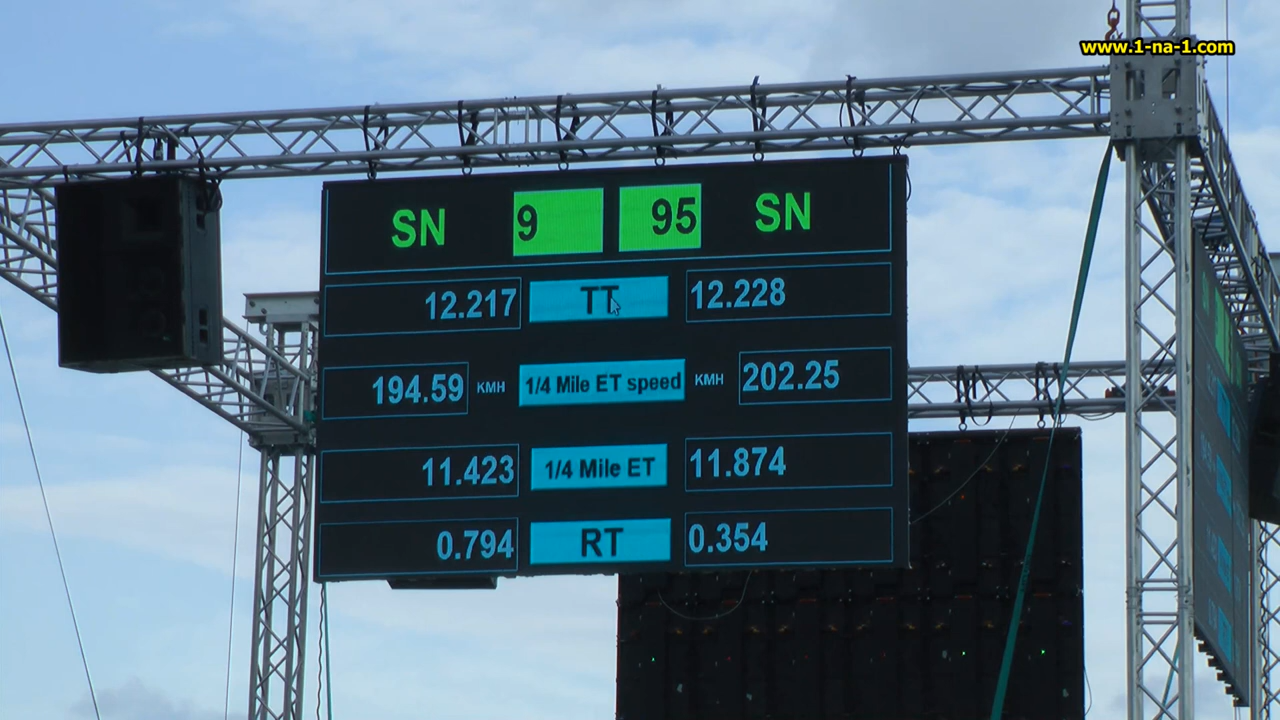 www.1-na-1.com
SN 9 95 SN
12.217 TT 12.228
194.59 KMH 1/4 Mile ET speed KMH 202.25
11.423 1/4 Mile ET 11.874
0.794 RT 0.354